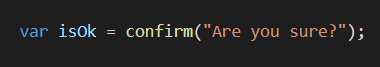 var isOk = confirm("Are you sure?");